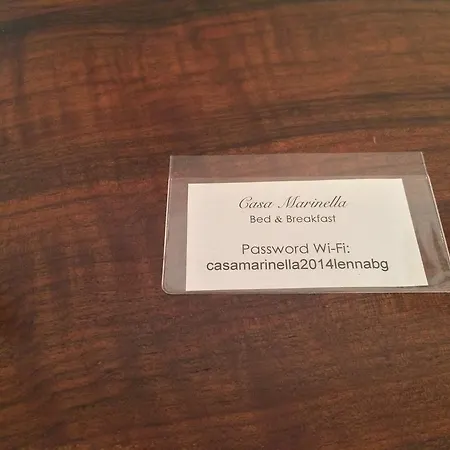 Casa Marinella
Bed & Breakfast
Password Wi-Fi:
casamarinella2014lennabg